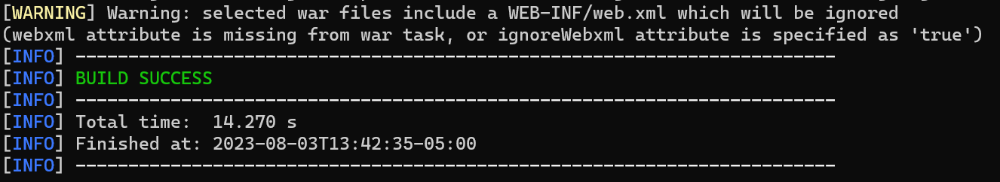 [WARNING] Warning: selected war files include a WEB-INF/web.xml which will be ignored
(webxml attribute is missing from war task, or ignoreWebxml attribute is specified as 'true')
[INFO] ------------------------------------------------------------------------
[INFO] BUILD SUCCESS
[INFO] ------------------------------------------------------------------------
[INFO] Total time:  14.270 s
[INFO] Finished at: 2023-08-03T13:42:35-05:00
[INFO] ------------------------------------------------------------------------